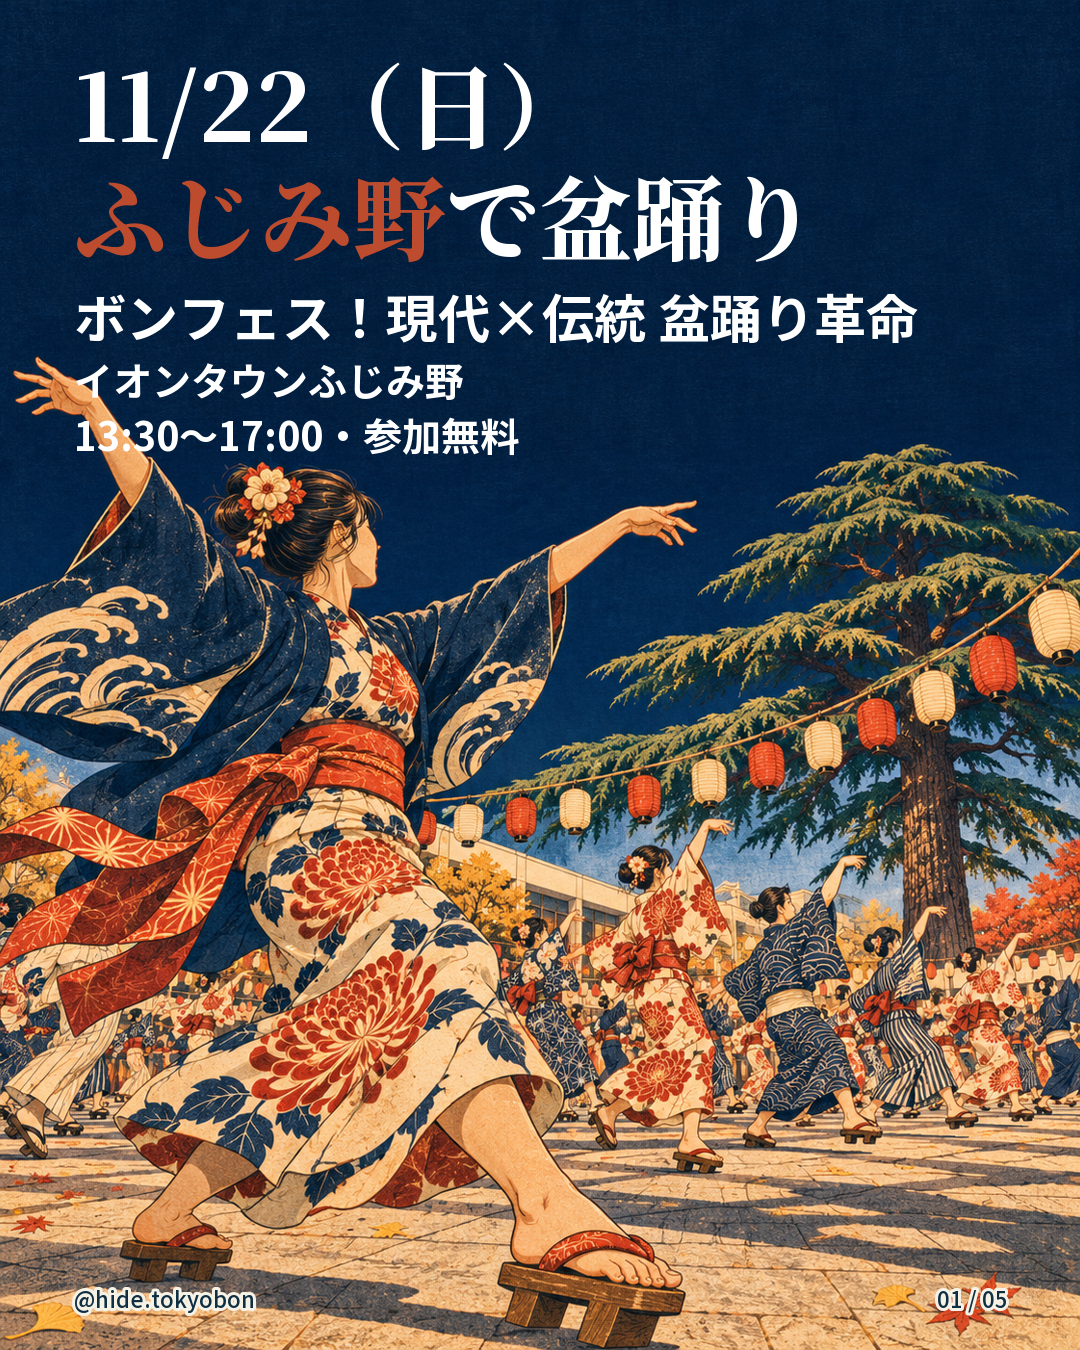 11/22（日）
ふじみ野で盆踊り
ボンフェス！現代×伝統 盆踊り革命
イオンタウンふじみ野
13:30〜17:00・参加無料
@hide.tokyobon
01 / 05